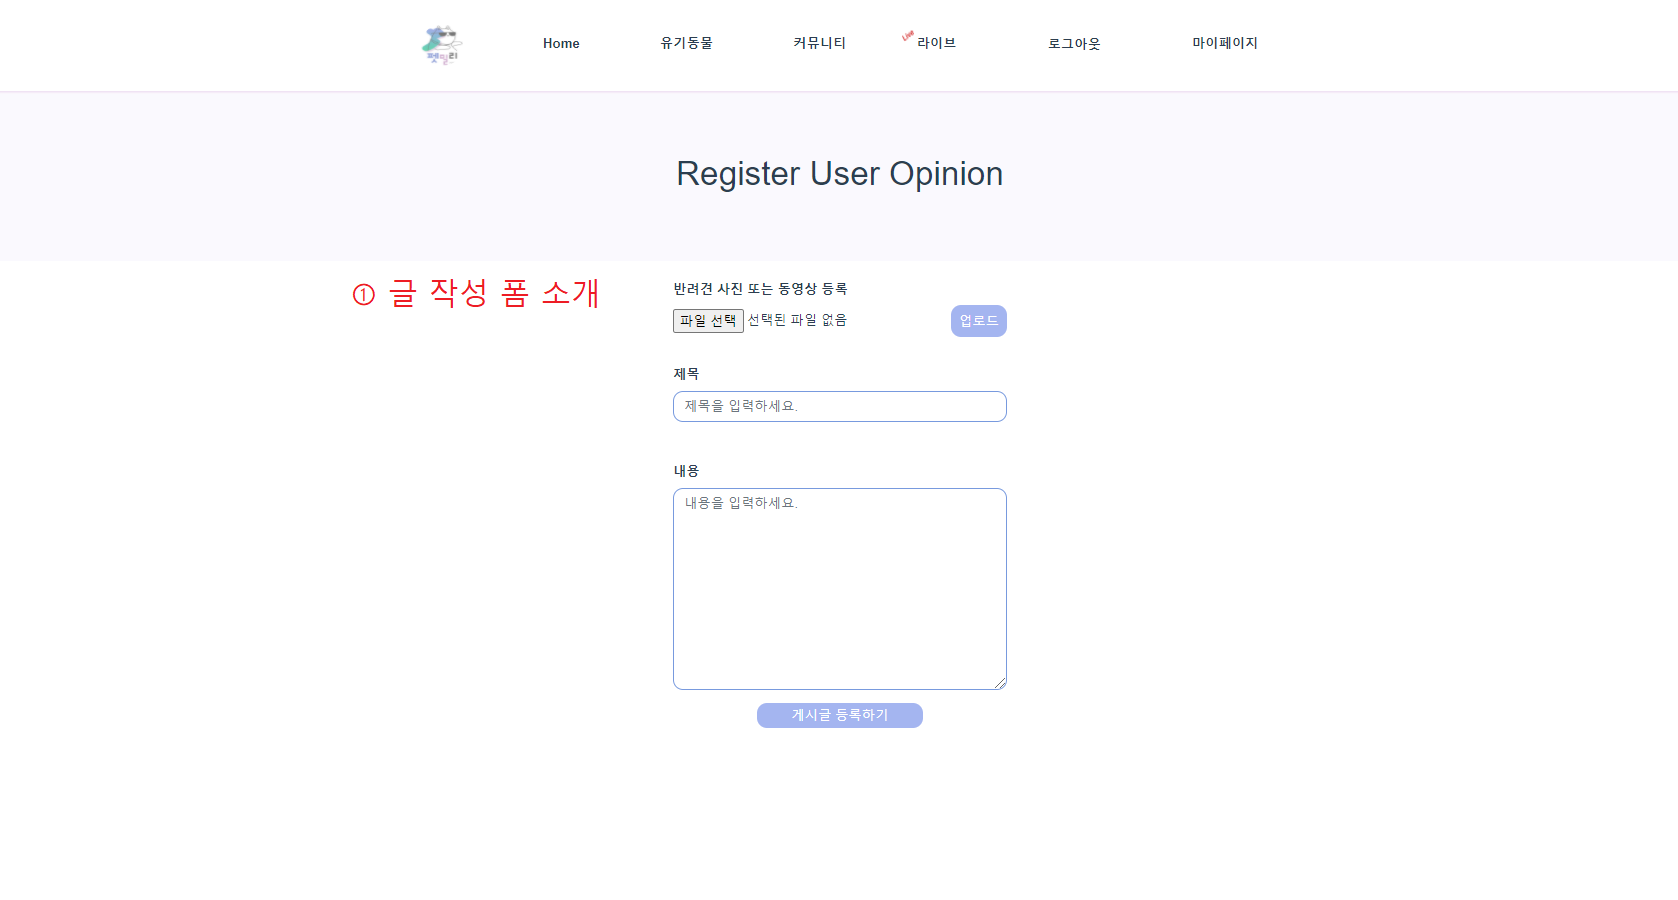 펫밀리
Home
유기동물
커뮤니티
Live
라이브
로그아웃
마이페이지
Register User Opinion
① 글 작성 폼 소개
반려견 사진 또는 동영상 등록
파일 선택 선택된 파일 없음
업로드
제목
제목을 입력하세요.
내용
내용을 입력하세요.
게시글 등록하기